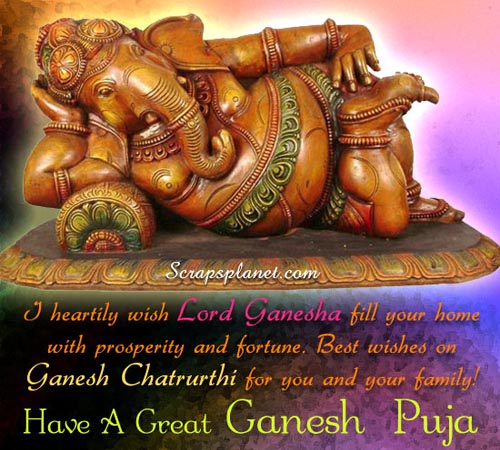 Scrapsplanet.com
I heartily wish Lord Ganesha fill your home
with prosperity and fortune. Best wishes on
Ganesh Chatrurthi for you and your family!
Have A Great Ganesh Puja